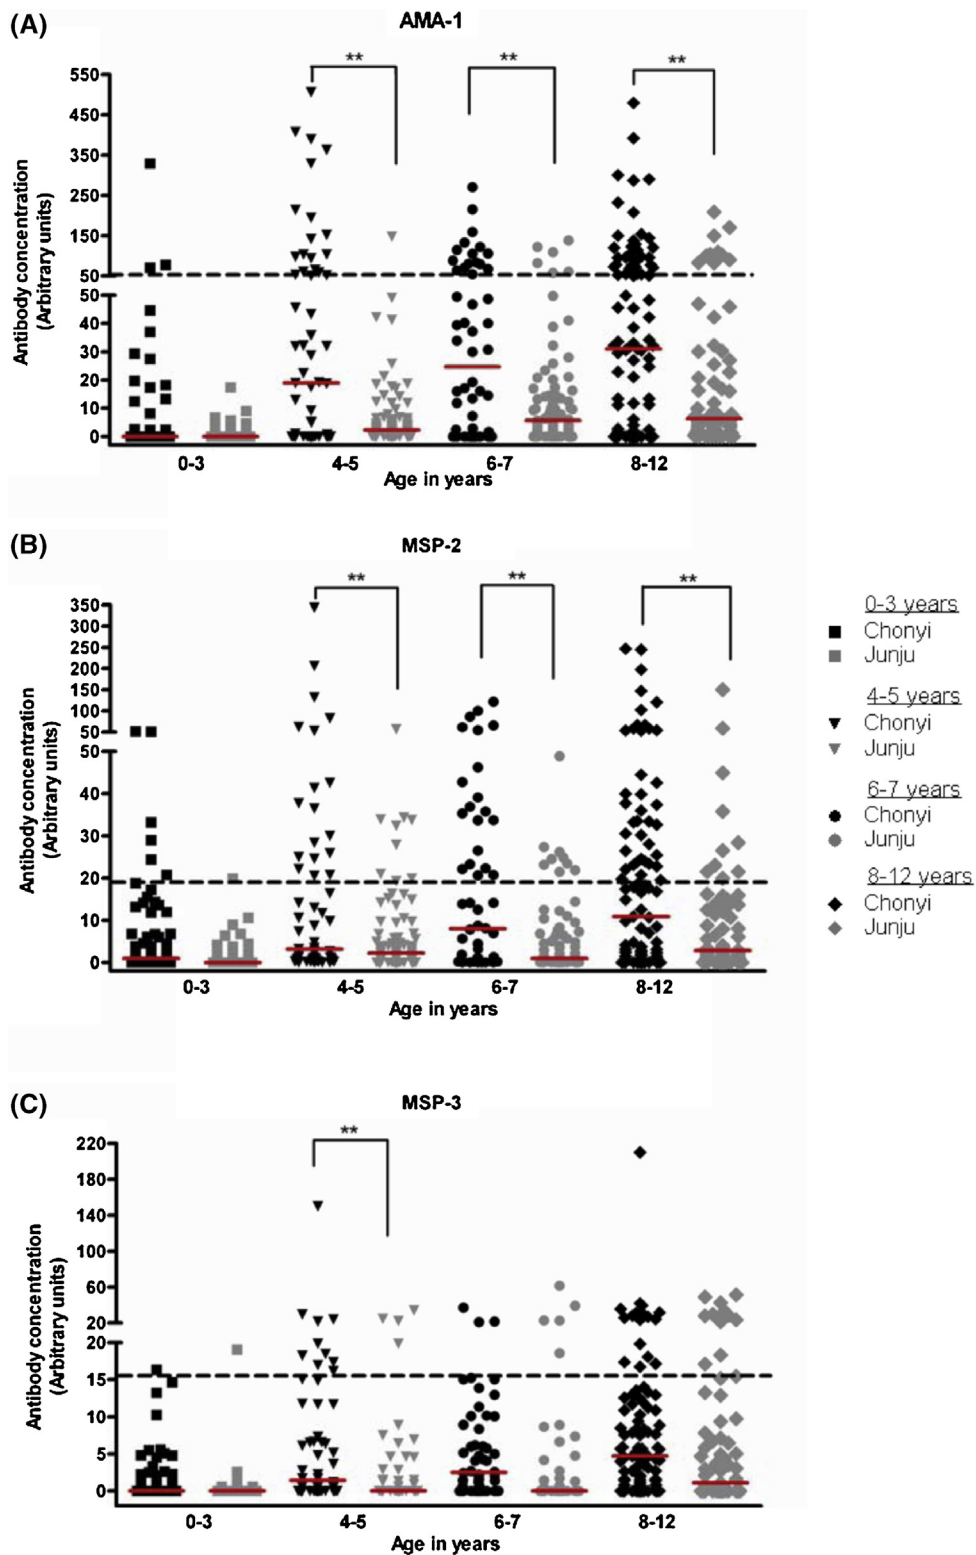 (A)
AMA-1
** ** **
550
450
350
250
150
50
50
40
30
20
10
0
Antibody concentration
(Arbitrary units)
0-3 4-5 6-7 8-12
Age in years
(B)
MSP-2
** ** **
350
300
250
200
150
100
50
50
40
30
20
10
0
Antibody concentration
(Arbitrary units)
0-3 4-5 6-7 8-12
Age in years
0-3 years
Chonyi
Junju
4-5 years
Chonyi
Junju
6-7 years
Chonyi
Junju
8-12 years
Chonyi
Junju
(C)
MSP-3
**
220
180
140
100
60
20
20
15
10
5
0
Antibody concentration
(Arbitrary units)
0-3 4-5 6-7 8-12
Age in years